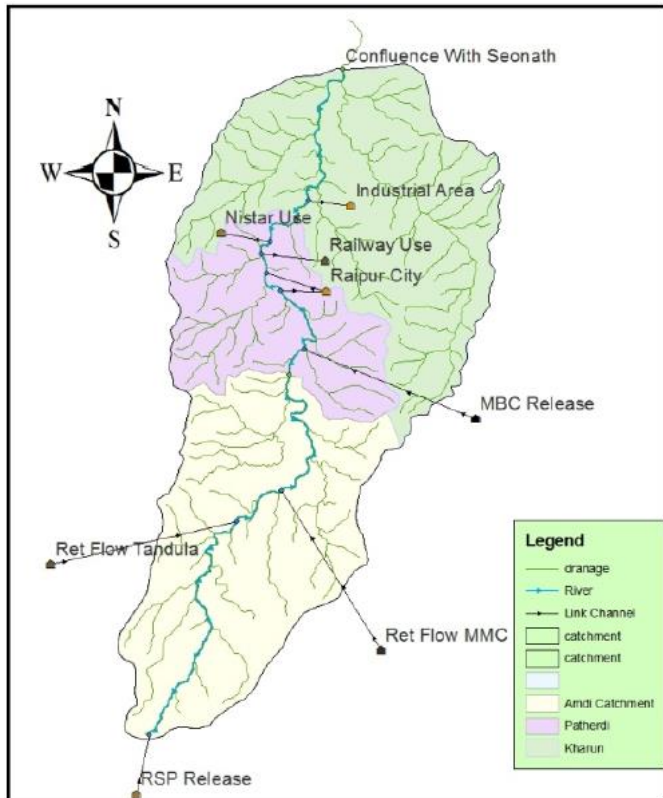 Confluence With Seonath
N
W
E
S
Industrial Area
Nistar Use
Railway Use
Raipur City
MBC Release
Ret Flow Tandula
Ret Flow MMC
RSP Release
Legend
dranage
River
Link Channel
catchment
catchment
Amdi Catchment
Patherdi
Kharun